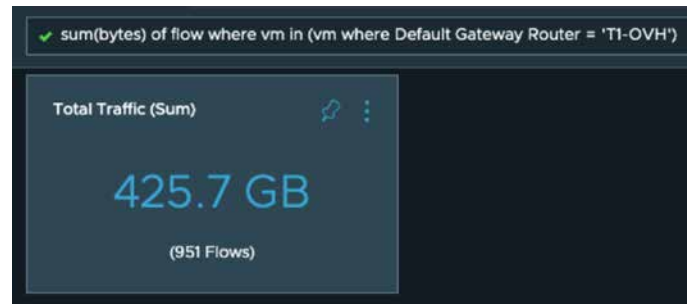 sum(bytes) of flow where vm in (vm where Default Gateway Router = 'T1-OVH')
Total Traffic (Sum)
425.7 GB
(951 Flows)